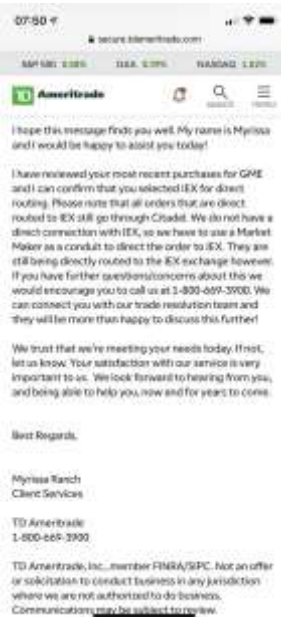 07:50
secure.tdameritrade.com
S&P 500 DJIA NASDAQ
TD Ameritrade
SEARCH MENU
I hope this message finds you well. My name is Myrissa
and I would be happy to assist you today!
I have reviewed your most recent purchases for GME
and I can confirm that you selected IEX for direct
routing. Please note that all orders that are direct
routed to IEX still go through Citadel. We do not have a
direct connection with IEX, so we have to use a Market
Maker as a conduit to direct the order to IEX. They are
still being directly routed to the IEX exchange however.
If you have further questions/concerns about this we
would encourage you to call us at 1-800-669-3900. We
can connect you with our trade resolution team and
they will be more than happy to discuss this further!
We trust that we're meeting your needs today. If not,
let us know. Your satisfaction with our service is very
important to us. We look forward to hearing from you,
and being able to help you, now and for years to come.
Best Regards,
Myrissa Ranch
Client Services
TD Ameritrade
1-800-669-3900
TD Ameritrade, Inc., member FINRA/SIPC. Not an offer
or solicitation to conduct business in any jurisdiction
where we are not authorized to do business.
Communications may be subject to review.